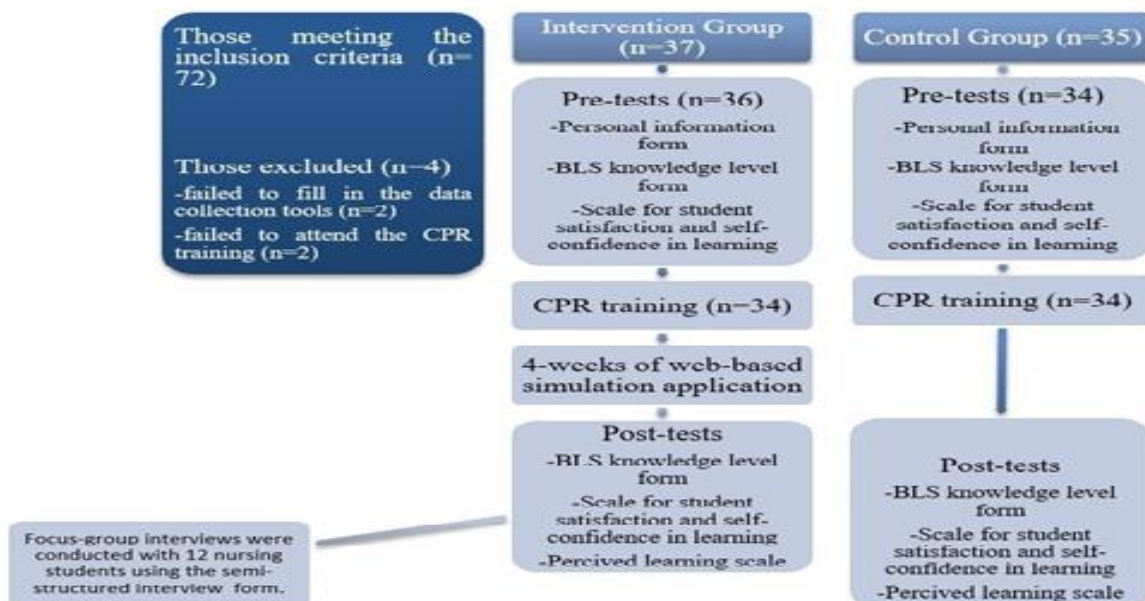 Those meeting the
inclusion criteria (n=
72)
Those excluded (n=4)
-failed to fill in the data
collection tools (n=2)
-failed to attend the CPR
training (n=2)
Intervention Group
(n=37)
Pre-tests (n=36)
-Personal information
form
-BLS knowledge level
form
-Scale for student
satisfaction and self-
confidence in learning
CPR training (n=34)
4-weeks of web-based
simulation application
Post-tests
-BLS knowledge level
form
-Scale for student
satisfaction and self-
confidence in learning
-Percived learning scale
Control Group (n=35)
Pre-tests (n=34)
-Personal information
form
-BLS knowledge level
form
-Scale for student
satisfaction and self-
confidence in learning
CPR training (n=34)
Post-tests
-BLS knowledge level
form
-Scale for student
satisfaction and self-
confidence in learning
-Percived learning scale
Focus-group interviews were
conducted with 12 nursing
students using the semi-
structured interview form.